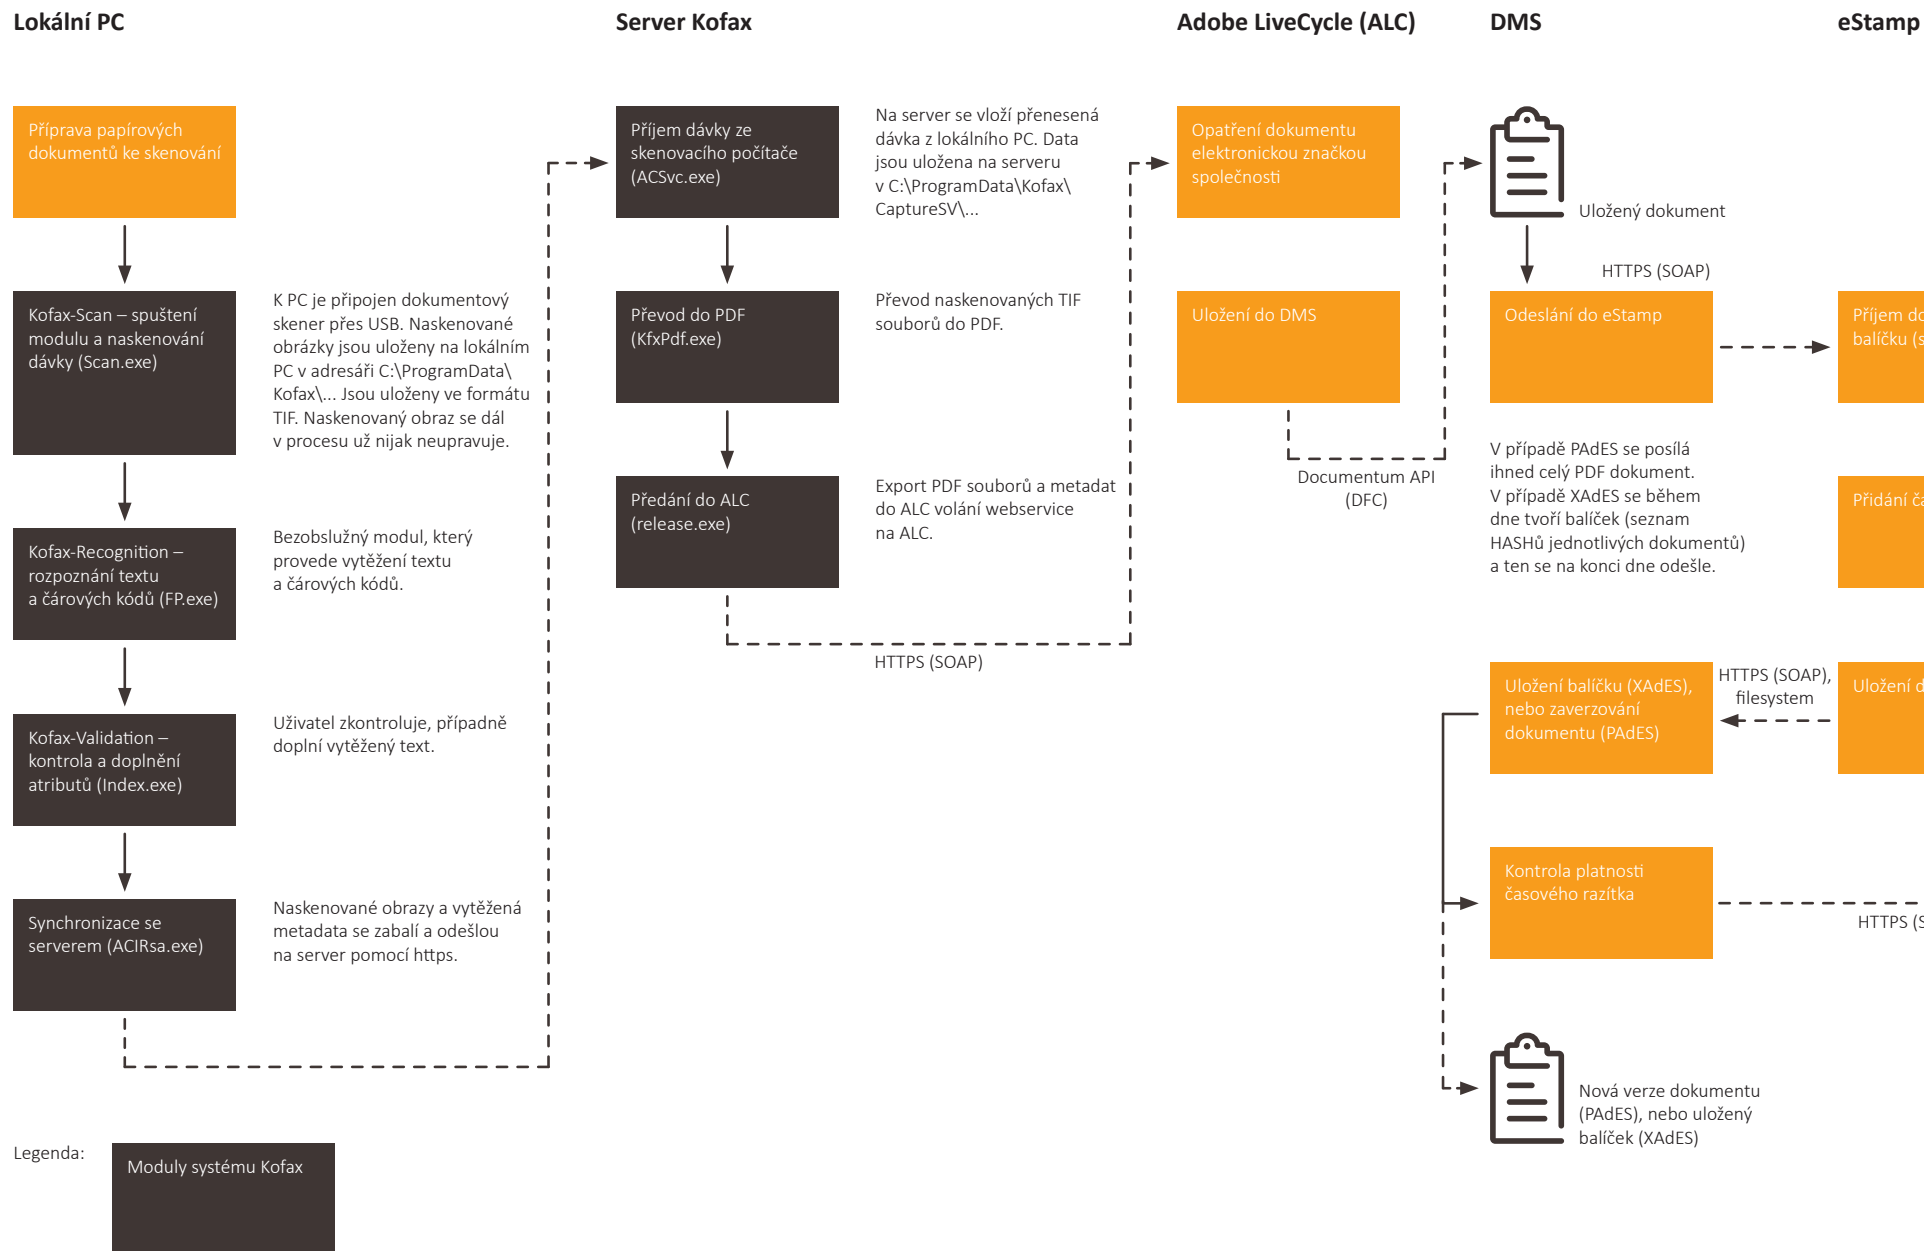 Lokální PC
Server Kofax
Adobe LiveCycle (ALC)
DMS
eStamp
Příprava papírových
dokumentů ke skenování
Kofax-Scan – spuštění
modulu a naskenování
dávky (Scan.exe)
K PC je připojen dokumentový
skener přes USB. Naskenované
obrázky jsou uloženy na lokálním
PC v adresáři C:\ProgramData\
Kofax\... Jsou uloženy ve formátu
TIF. Naskenovaný obraz se dál
v procesu už nijak neupravuje.
Kofax-Recognition –
rozpoznání textu
a čárových kódů (FP.exe)
Bezobslužný modul, který
provede vytěžení textu
a čárových kódů.
Kofax-Validation –
kontrola a doplnění
atributů (Index.exe)
Uživatel zkontroluje, případně
doplní vytěžený text.
Synchronizace se
serverem (ACIRsa.exe)
Naskenované obrazy a vytěžená
metadata se zabalí a odešlou
na server pomocí https.
Příjem dávky ze
skenovacího počítače
(ACSvc.exe)
Na server se vloží přenesená
dávka z lokálního PC. Data
jsou uložena na serveru
v C:\ProgramData\Kofax\
CaptureSV\...
Převod do PDF
(KfxPdf.exe)
Převod naskenovaných TIF
souborů do PDF.
Předání do ALC
(release.exe)
Export PDF souborů a metadat
do ALC volání webservice
na ALC.
HTTPS (SOAP)
Opatření dokumentu
elektronickou značkou
společnosti
Uložení do DMS
Documentum API
(DFC)
Uložený dokument
HTTPS (SOAP)
Odeslání do eStamp
V případě PAdES se posílá
ihned celý PDF dokument.
V případě XAdES se během
dne tvoří balíček (seznam
HASHů jednotlivých dokumentů)
a ten se na konci dne odešle.
Uložení balíčku (XAdES),
nebo zaverzování
dokumentu (PAdES)
HTTPS (SOAP),
filesystem
Kontrola platnosti
časového razítka
HTTPS (S
Nová verze dokumentu
(PAdES), nebo uložený
balíček (XAdES)
Příjem do
balíčku (s
Přidání ča
Uložení d
Legenda:
Moduly systému Kofax